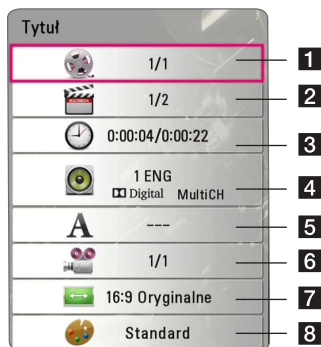 Tytuł
1/1
1
MULTIMEDIA
1/2
2
0:00:04/0:00:22
3
1 ENG
Digital MultiCH
4
A ---
5
1/1
6
16:9 Oryginalne
7
Standard
8